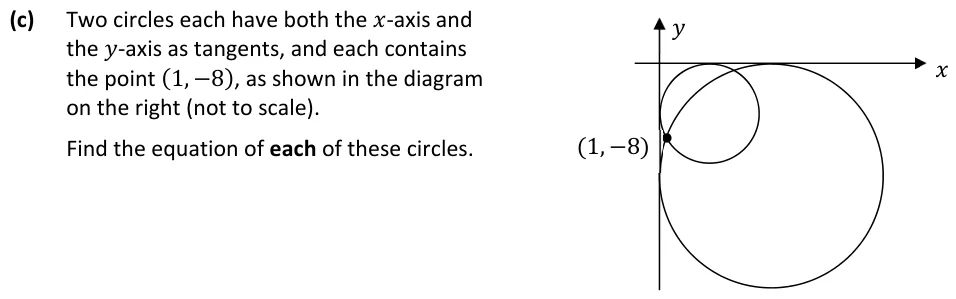 (c) Two circles each have both the x-axis and
the y-axis as tangents, and each contains
the point (1, −8), as shown in the diagram
on the right (not to scale).
Find the equation of each of these circles.
y
x
(1, −8)